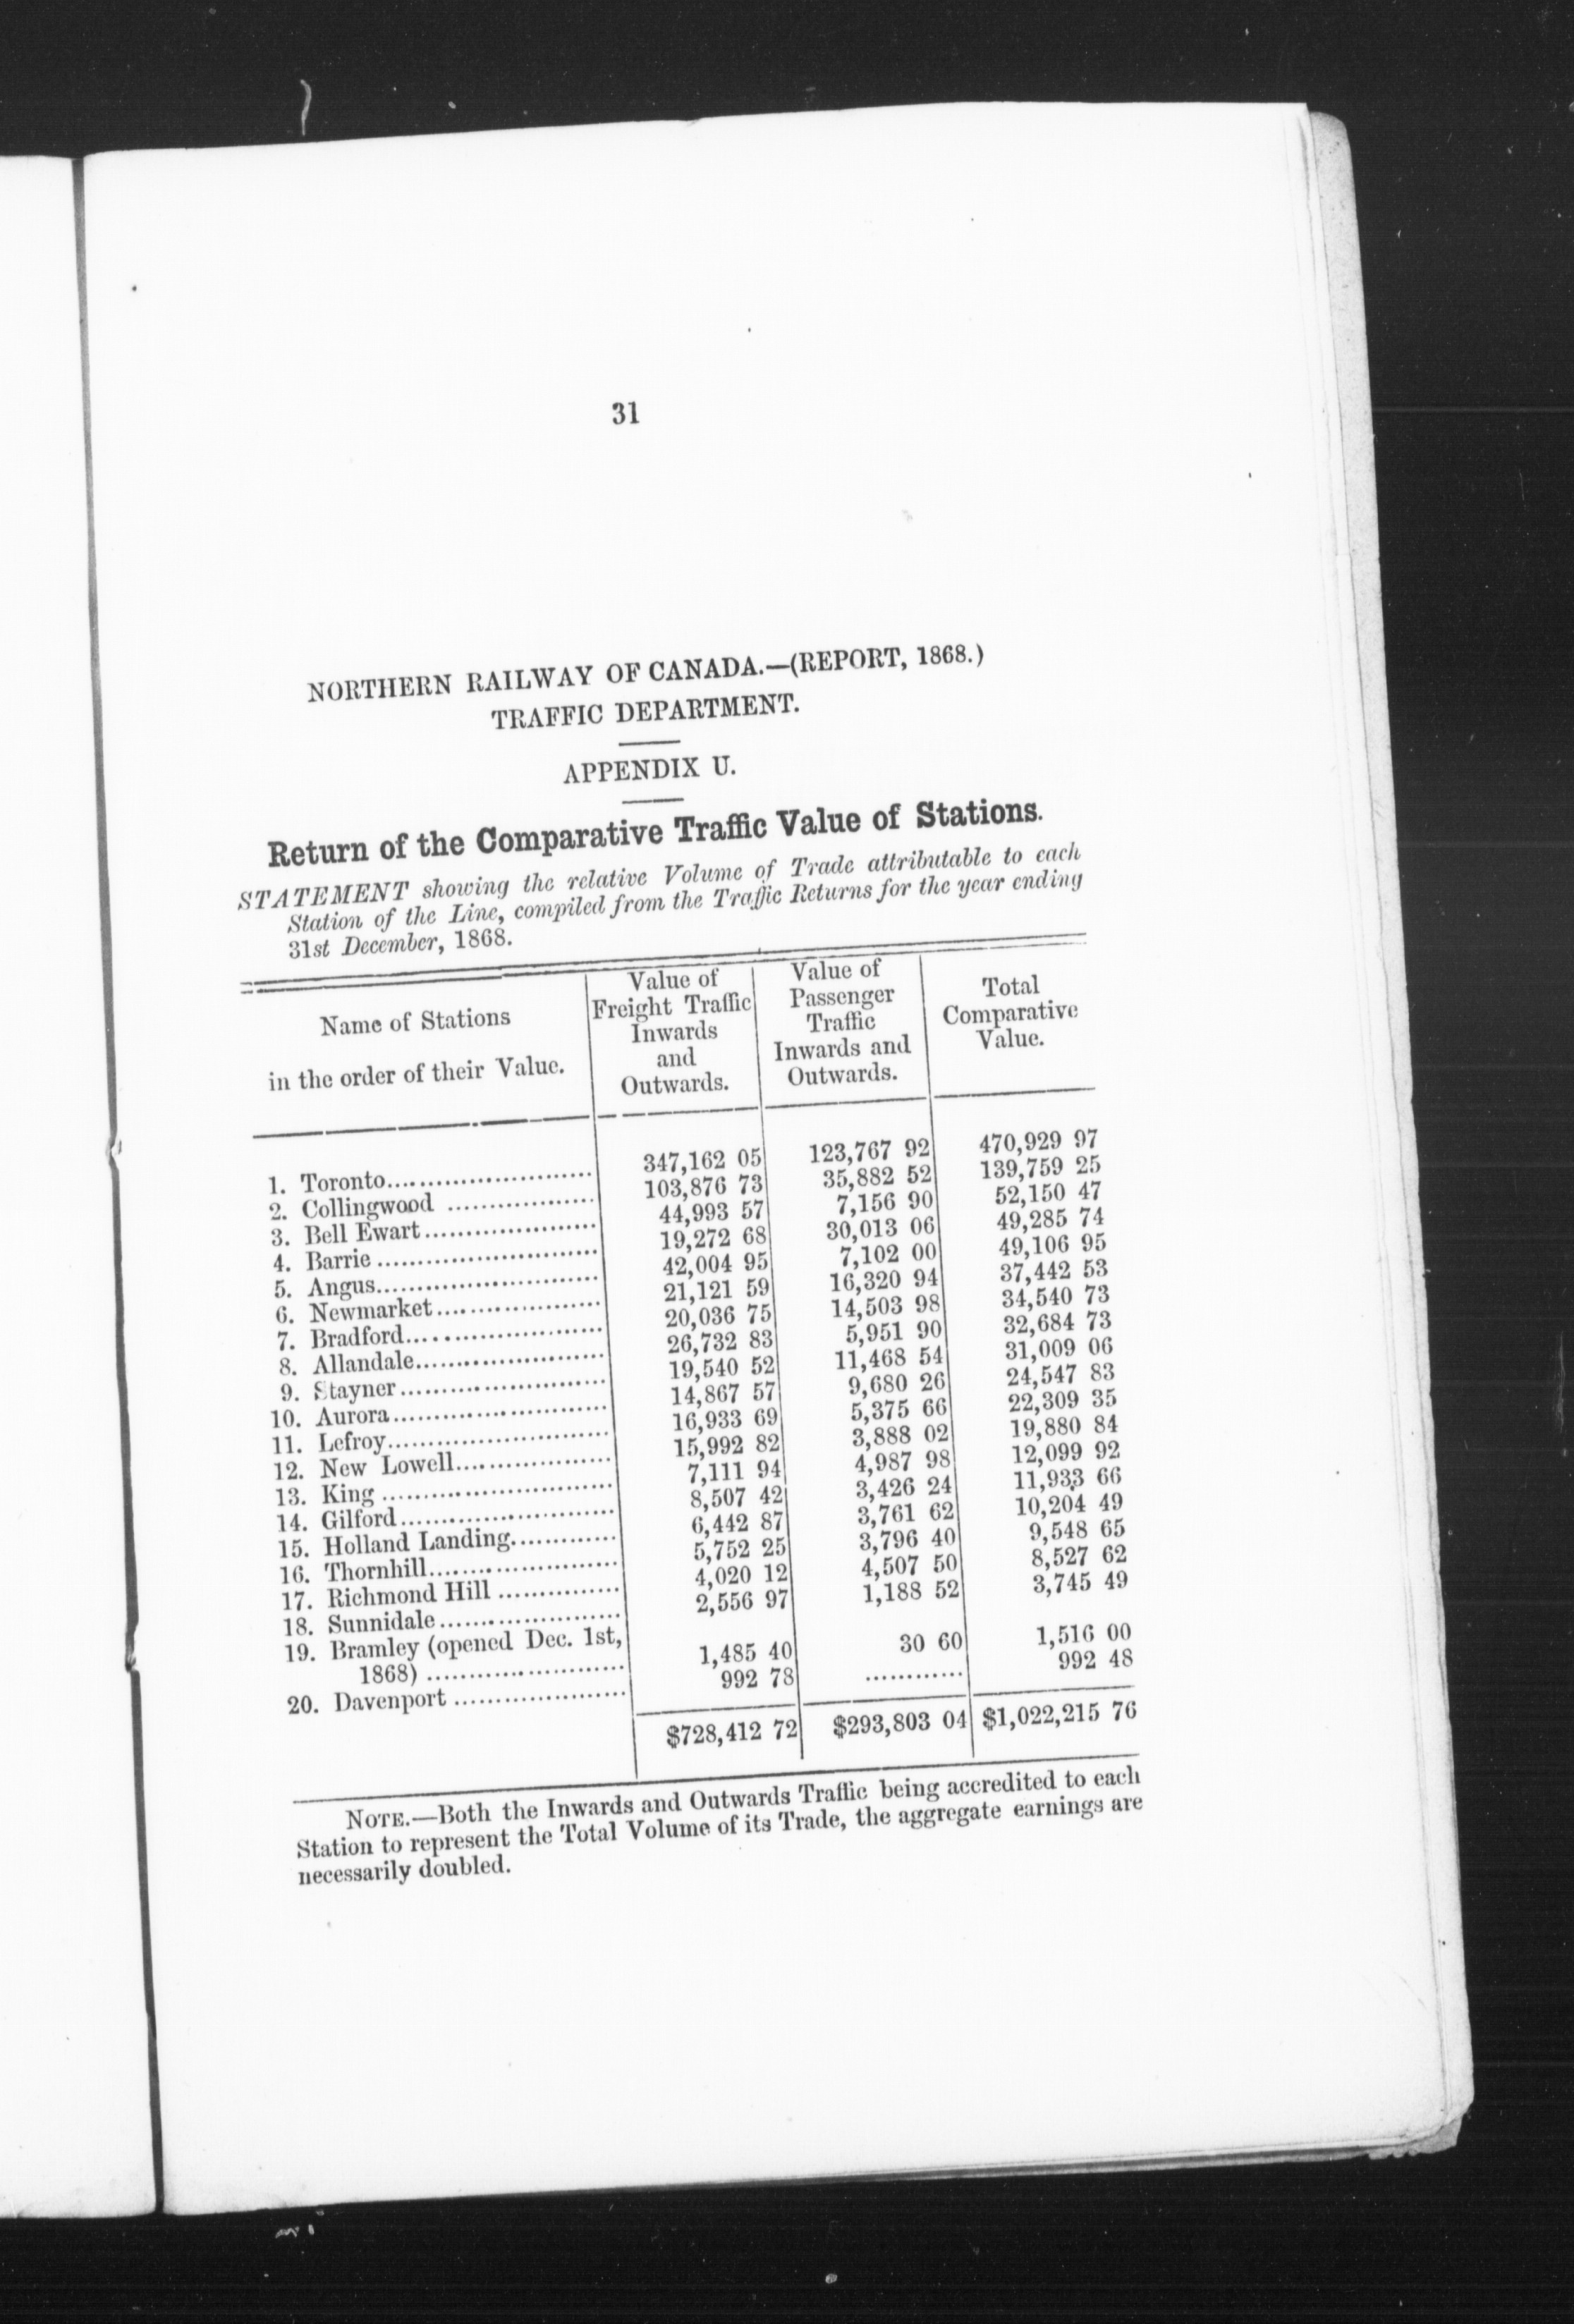 31
NORTHERN RAILWAY OF CANADA.—(REPORT, 1868.)
TRAFFIC DEPARTMENT.
APPENDIX U.
Return of the Comparative Traffic Value of Stations.
STATEMENT showing the relative Volume of Trade attributable to each
Station of the Line, compiled from the Traffic Returns for the year ending
31st December, 1868.
Name of Stations
in the order of their Value.
Value of
Freight Traffic
Inwards
and
Outwards.
Value of
Passenger
Traffic
Inwards and
Outwards.
Total
Comparative
Value.
1. Toronto........................ 347,162 05 123,767 92 470,929 97
2. Collingwood .................. 103,876 73 35,882 52 139,759 25
3. Bell Ewart..................... 44,993 57 7,156 90 52,150 47
4. Barrie ........................... 19,272 68 30,013 06 49,285 74
5. Angus........................... 42,004 95 7,102 00 49,106 95
6. Newmarket.................... 21,121 59 16,320 94 37,442 53
7. Bradford........................ 20,036 75 14,503 98 34,540 73
8. Allandale....................... 26,732 83 5,951 90 32,684 73
9. Stayner......................... 19,540 52 11,468 54 31,009 06
10. Aurora.......................... 14,867 57 9,680 26 24,547 83
11. Lefroy........................... 16,933 69 5,375 66 22,309 35
12. New Lowell................... 15,992 82 3,888 02 19,880 84
13. King ............................ 7,111 94 4,987 98 12,099 92
14. Gilford.......................... 8,507 42 3,426 24 11,933 66
15. Holland Landing............. 6,442 87 3,761 62 10,204 49
16. Thornhill....................... 5,752 25 3,796 40 9,548 65
17. Richmond Hill ............... 4,020 12 4,507 50 8,527 62
18. Sunnidale...................... 2,556 97 1,188 52 3,745 49
19. Bramley (opened Dec. 1st,
1868) ........................ 1,485 40 30 60 1,516 00
20. Davenport ..................... 992 78 ............ 992 48
$728,412 72 $293,803 04 $1,022,215 76
NOTE.—Both the Inwards and Outwards Traffic being accredited to each
Station to represent the Total Volume of its Trade, the aggregate earnings are
necessarily doubled.